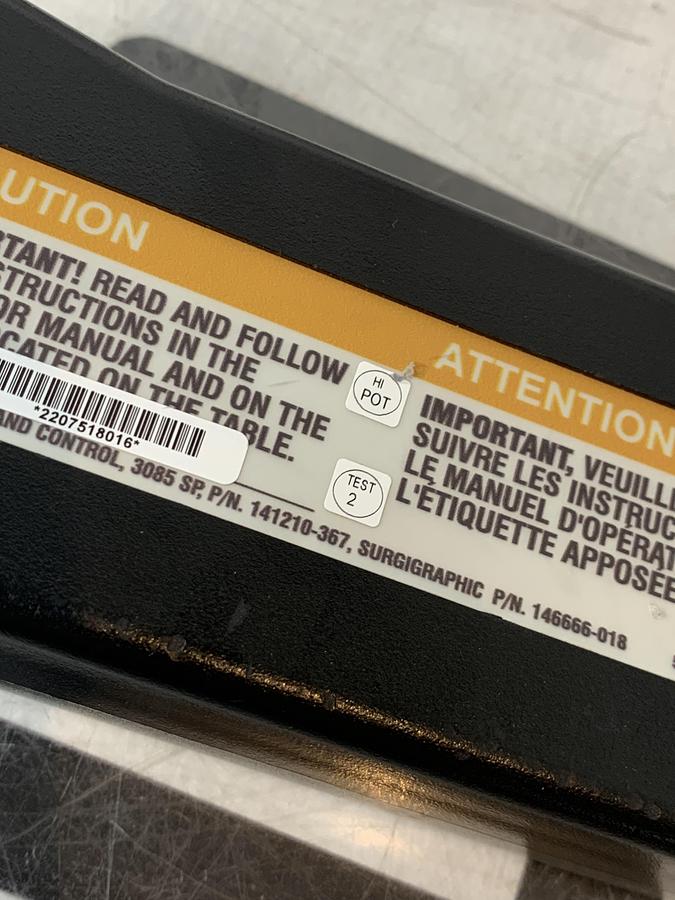 UTION
RTANT! READ AND FOLLOW
STRUCTIONS IN THE
OR MANUAL AND ON THE
CATED ON THE TABLE.
*2207518016*
AND CONTROL, 3085 SP, P/N. 141210-367, SURGIGRAPHIC P/N. 146666-018
HI
POT
TEST
2
ATTENTION
IMPORTANT, VEUILL
SUIVRE LES INSTRUC
LE MANUEL D'OPÉRAT
L'ÉTIQUETTE APPOSÉE